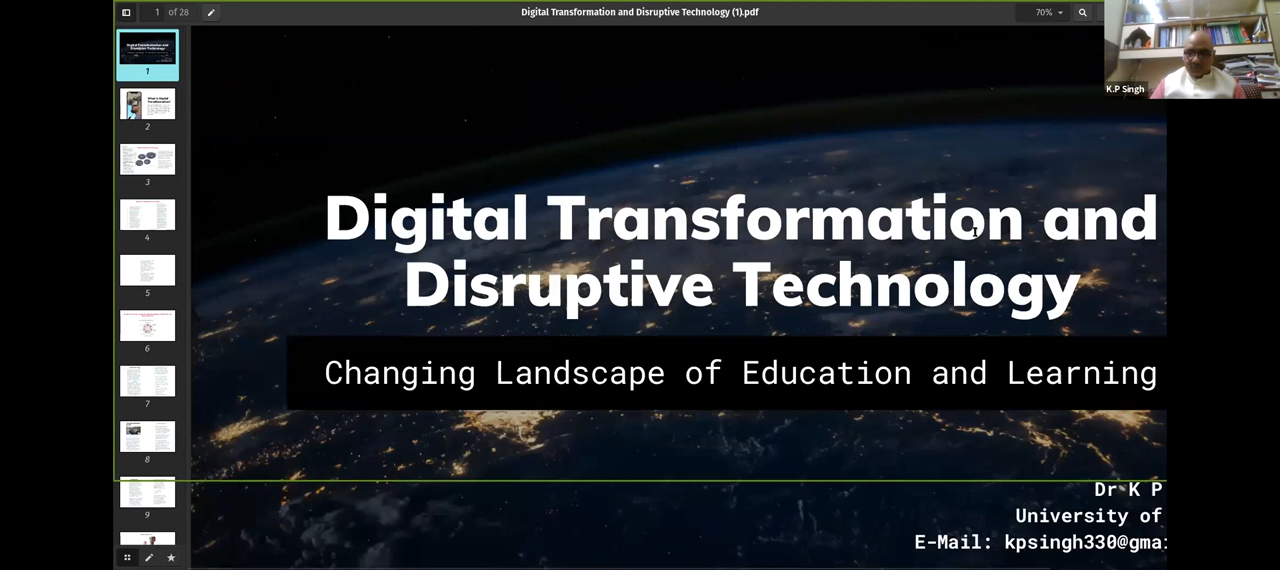 1 of 28
Digital Transformation and Disruptive Technology (1).pdf
70%
K.P Singh
1
2
3
4
5
6
7
8
9
Digital Transformation and
Disruptive Technology
Changing Landscape of Education and Learning
Dr K P
University of
E-Mail: kpsingh330@gma